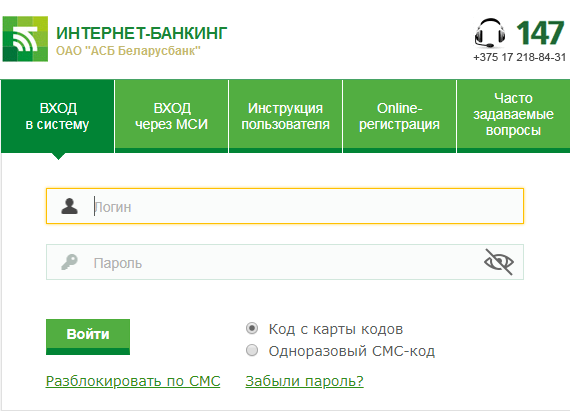 ИНТЕРНЕТ-БАНКИНГ
ОАО "АСБ Беларусбанк"
147
+375 17 218-84-31
ВХОД
в систему
ВХОД
через МСИ
Инструкция
пользователя
Online-
регистрация
Часто
задаваемые
вопросы
Логин
Пароль
Войти
Код с карты кодов
Одноразовый СМС-код
Разблокировать по СМС
Забыли пароль?